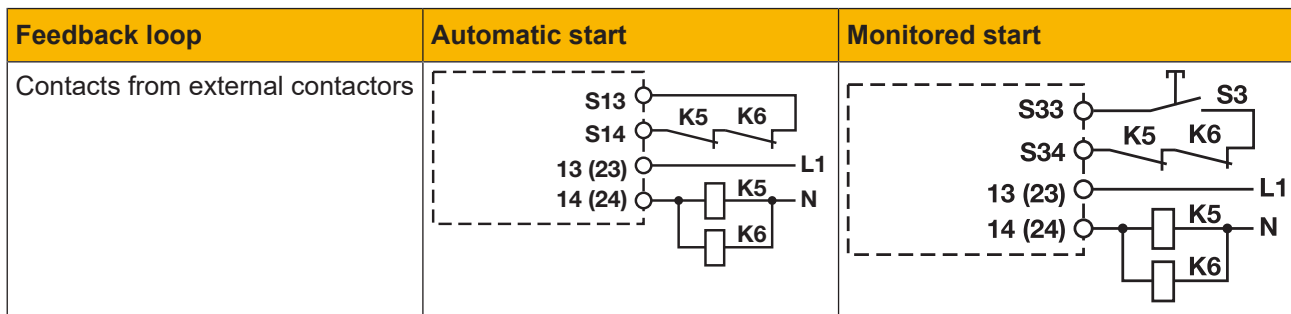 Feedback loop
Automatic start
Monitored start
Contacts from external contactors
S13
K5 K6
S14
13 (23) L1
14 (24) K5 N
K6
S33 S3
K5 K6
S34
13 (23) L1
14 (24) K5 N
K6